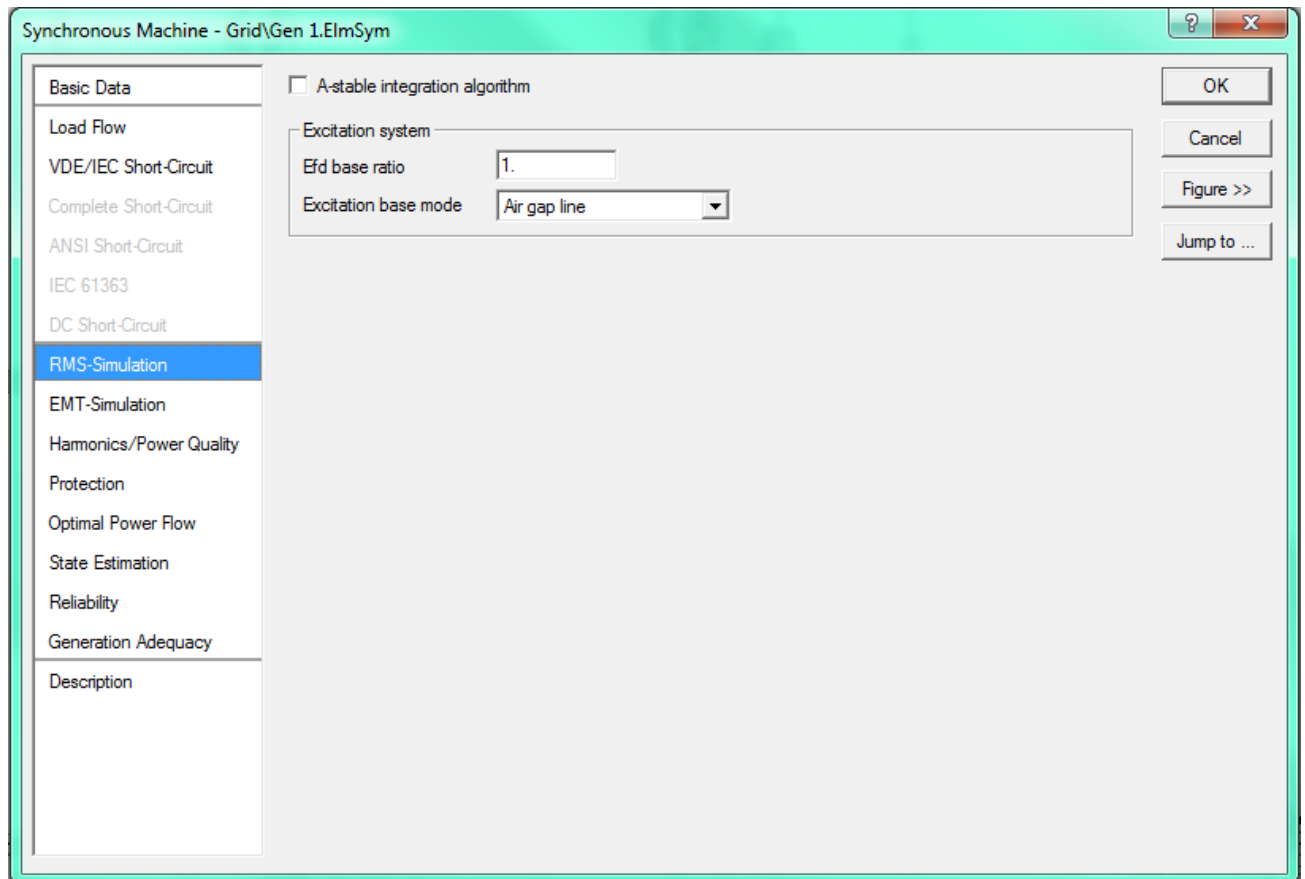 Synchronous Machine - Grid\Gen 1.ElmSym
?
X
Basic Data
Load Flow
VDE/IEC Short-Circuit
Complete Short-Circuit
ANSI Short-Circuit
IEC 61363
DC Short-Circuit
RMS-Simulation
EMT-Simulation
Harmonics/Power Quality
Protection
Optimal Power Flow
State Estimation
Reliability
Generation Adequacy
Description
A-stable integration algorithm
Excitation system
Efd base ratio 1.
Excitation base mode Air gap line
OK
Cancel
Figure >>
Jump to ...